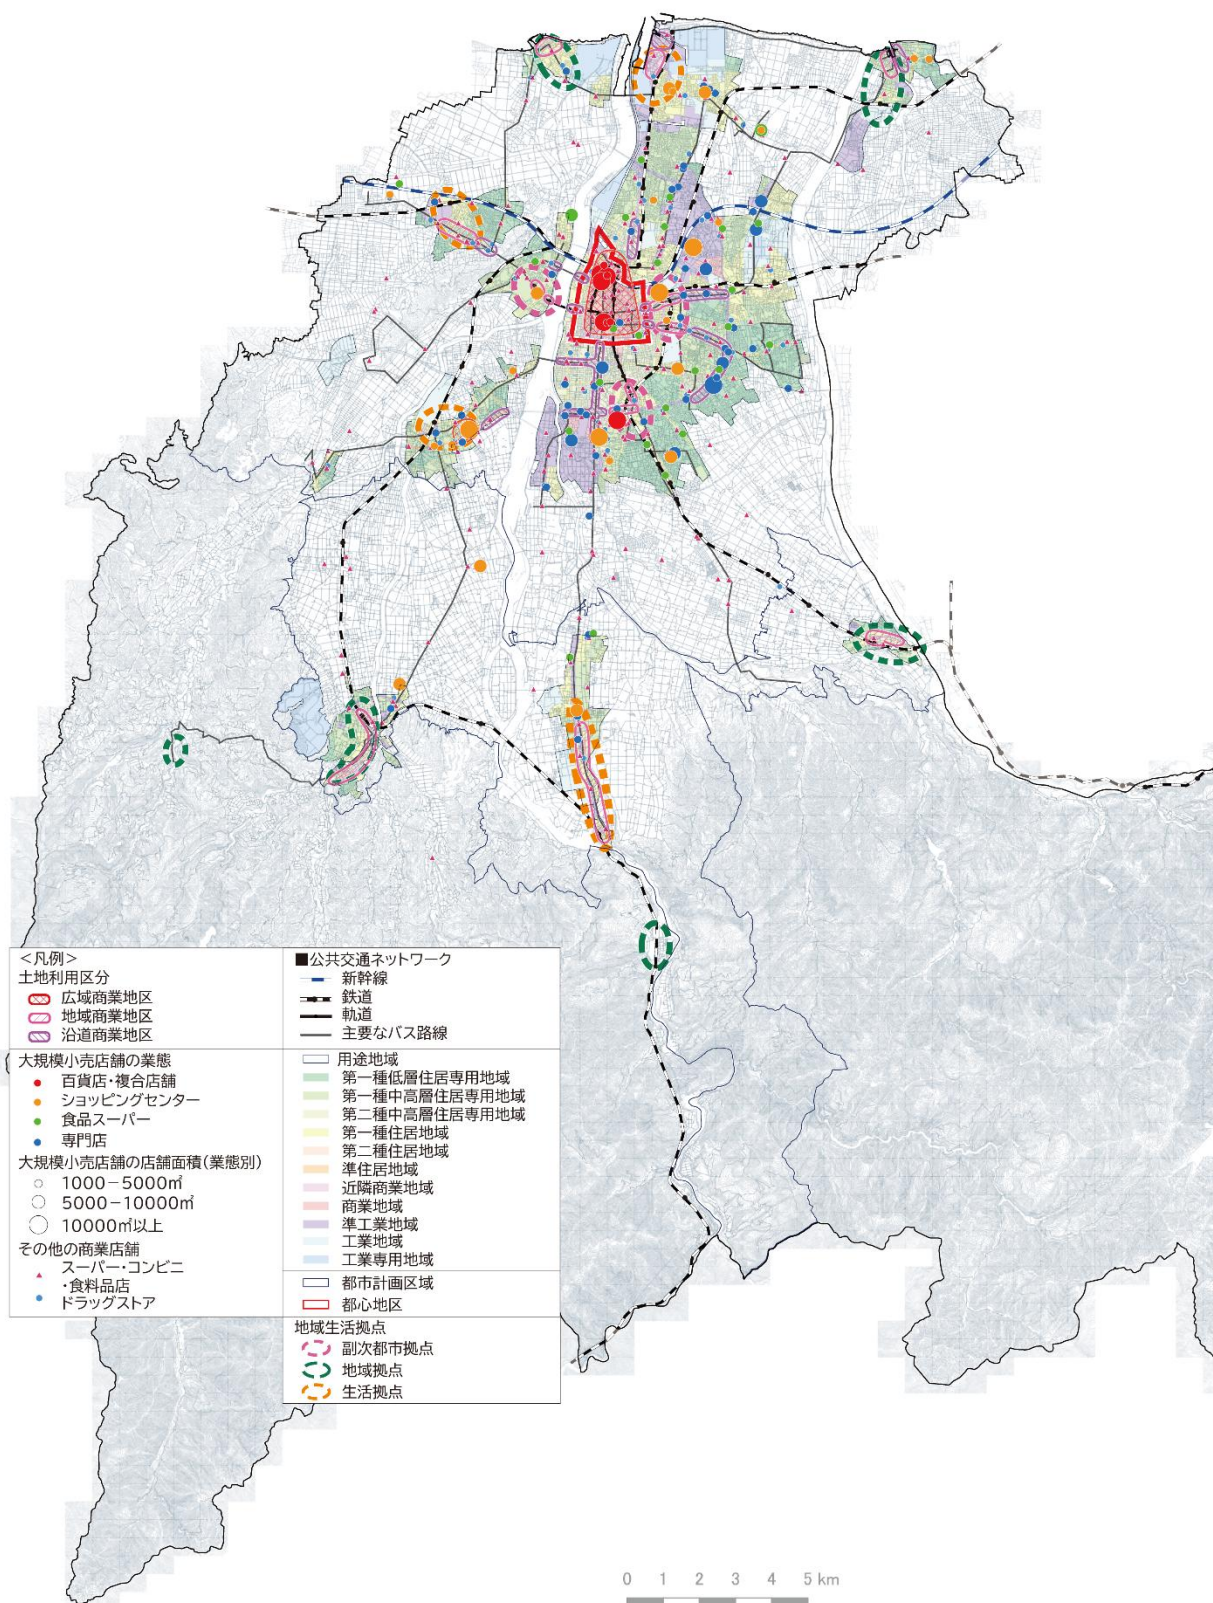 ＜凡例＞
土地利用区分
広域商業地区
地域商業地区
沿道商業地区
大規模小売店舗の業態
百貨店・複合店舗
ショッピングセンター
食品スーパー
専門店
大規模小売店舗の店舗面積(業態別)
1000－5000㎡
5000－10000㎡
10000㎡以上
その他の商業店舗
スーパー・コンビニ
・食料品店
ドラッグストア
■公共交通ネットワーク
新幹線
鉄道
軌道
主要なバス路線
用途地域
第一種低層住居専用地域
第一種中高層住居専用地域
第二種中高層住居専用地域
第一種住居地域
第二種住居地域
準住居地域
近隣商業地域
商業地域
準工業地域
工業地域
工業専用地域
都市計画区域
都心地区
地域生活拠点
副次都市拠点
地域拠点
生活拠点
0 1 2 3 4 5 km